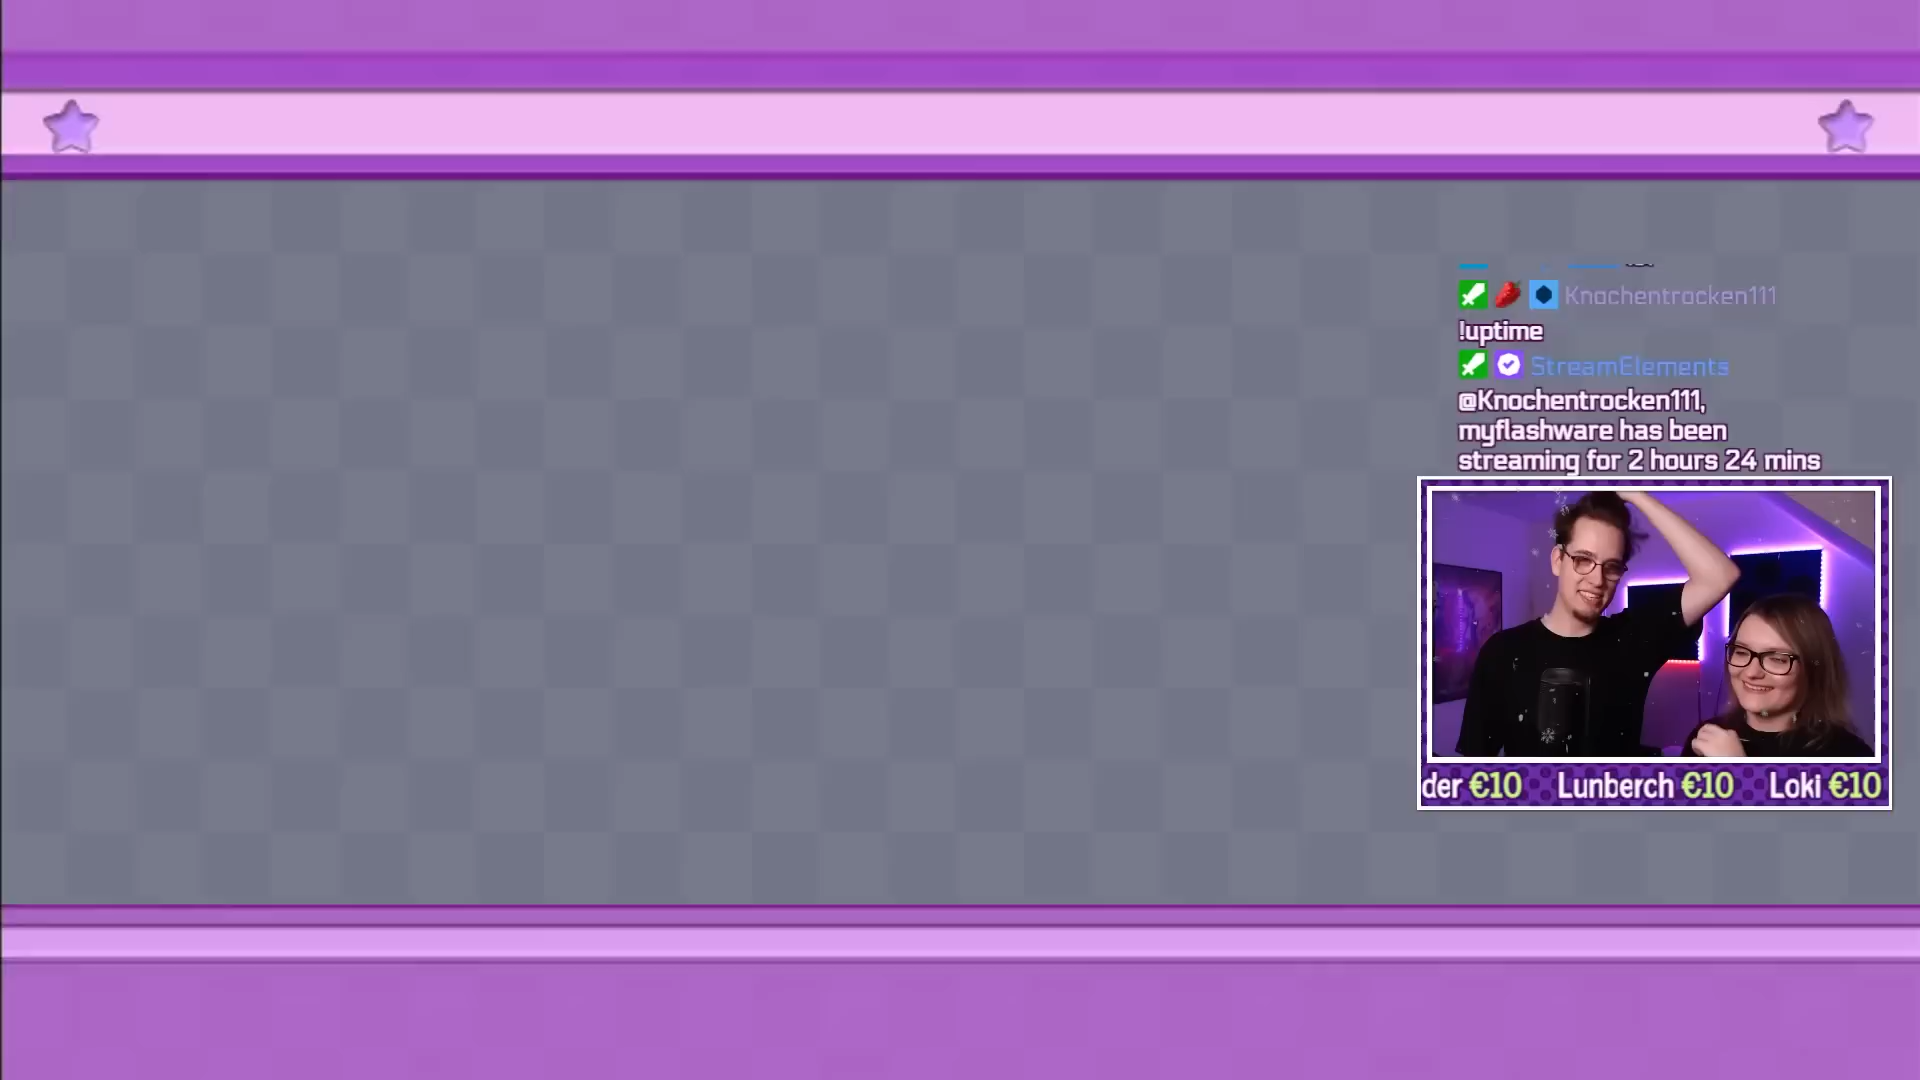 Knochentrocken111
!uptime
StreamElements
@Knochentrocken111,
myflashware has been
streaming for 2 hours 24 mins
der €10 Lunberch €10 Loki €10